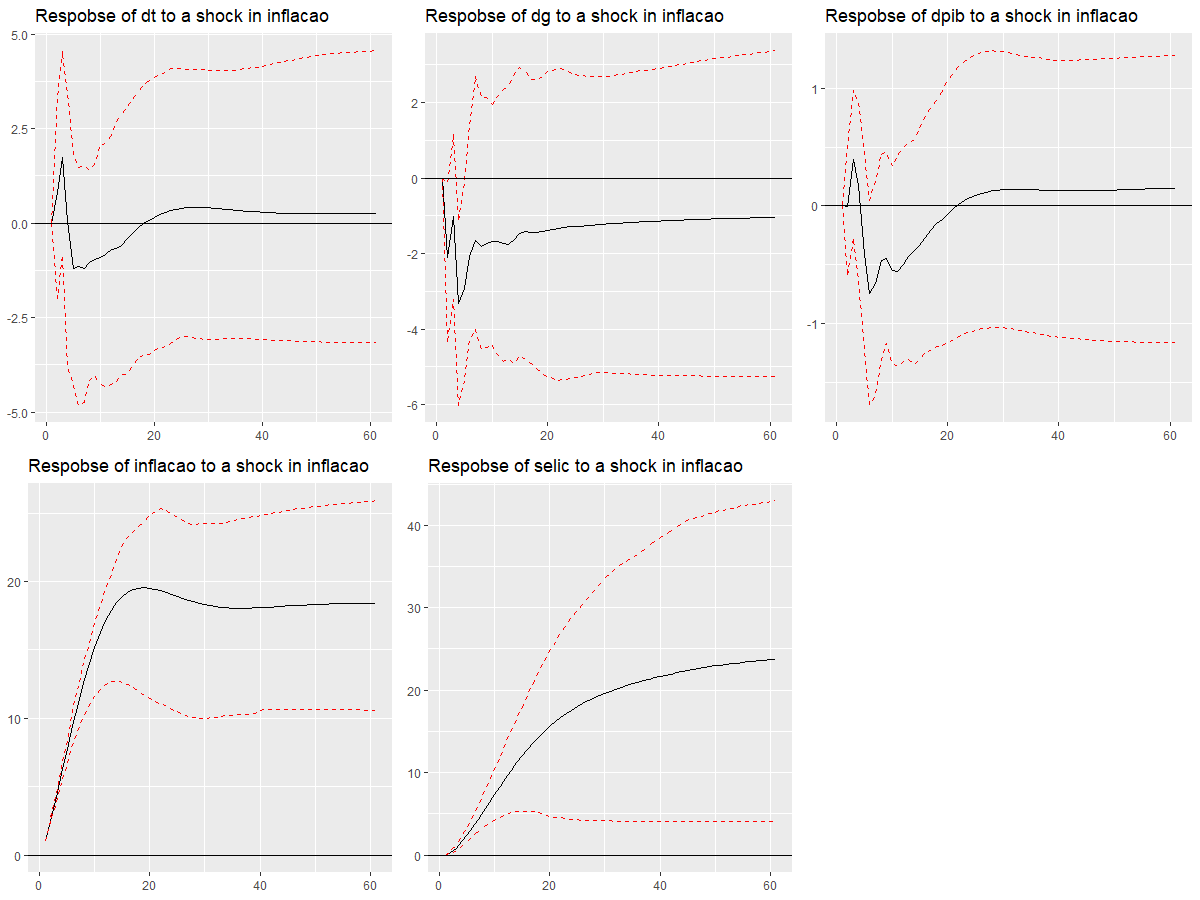 Respobse of dt to a shock in inflacao
5.0
2.5
0.0
-2.5
-5.0
0 20 40 60
Respobse of dg to a shock in inflacao
2
0
-2
-4
-6
0 20 40 60
Respobse of dpib to a shock in inflacao
1
0
-1
0 20 40 60
Respobse of inflacao to a shock in inflacao
20
10
0
0 20 40 60
Respobse of selic to a shock in inflacao
40
30
20
10
0
0 20 40 60